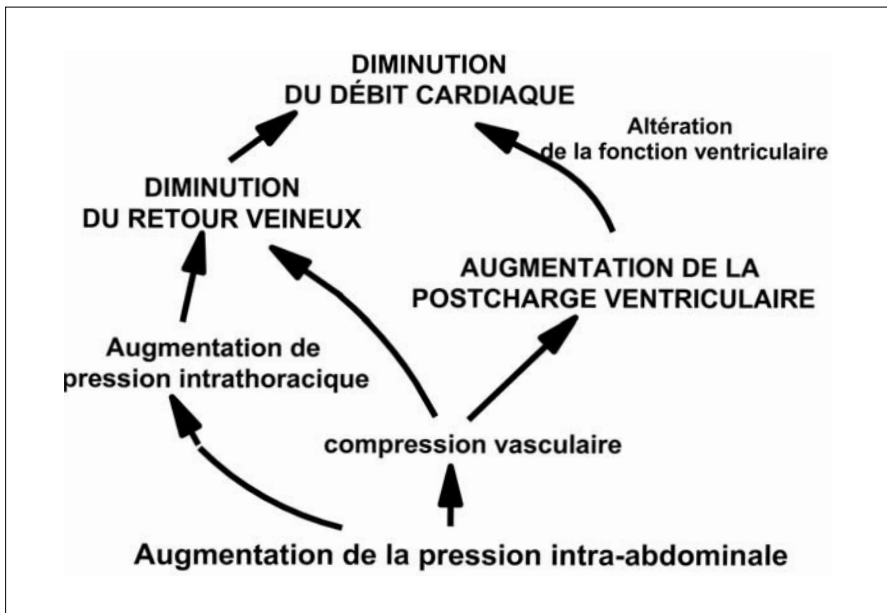 DIMINUTION
DU DÉBIT CARDIAQUE
Altération
de la fonction ventriculaire
DIMINUTION
DU RETOUR VEINEUX
AUGMENTATION DE LA
POSTCHARGE VENTRICULAIRE
Augmentation de
pression intrathoracique
compression vasculaire
Augmentation de la pression intra-abdominale